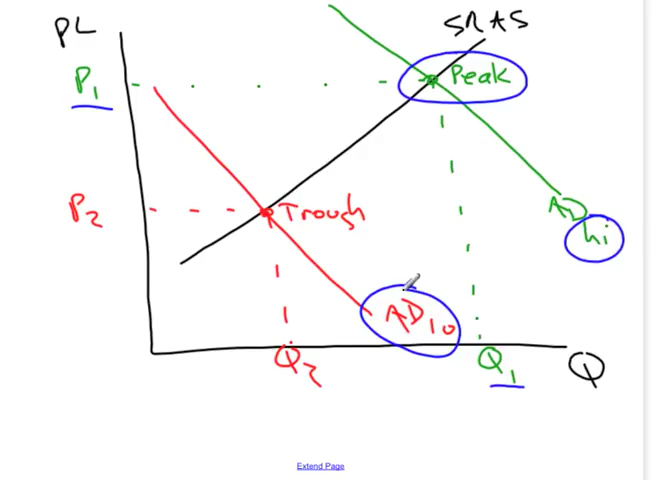 PL
SRAS
P1
Peak
P2
Trough
AD hi
AD lo
Q2
Q1
Q
Extend Page